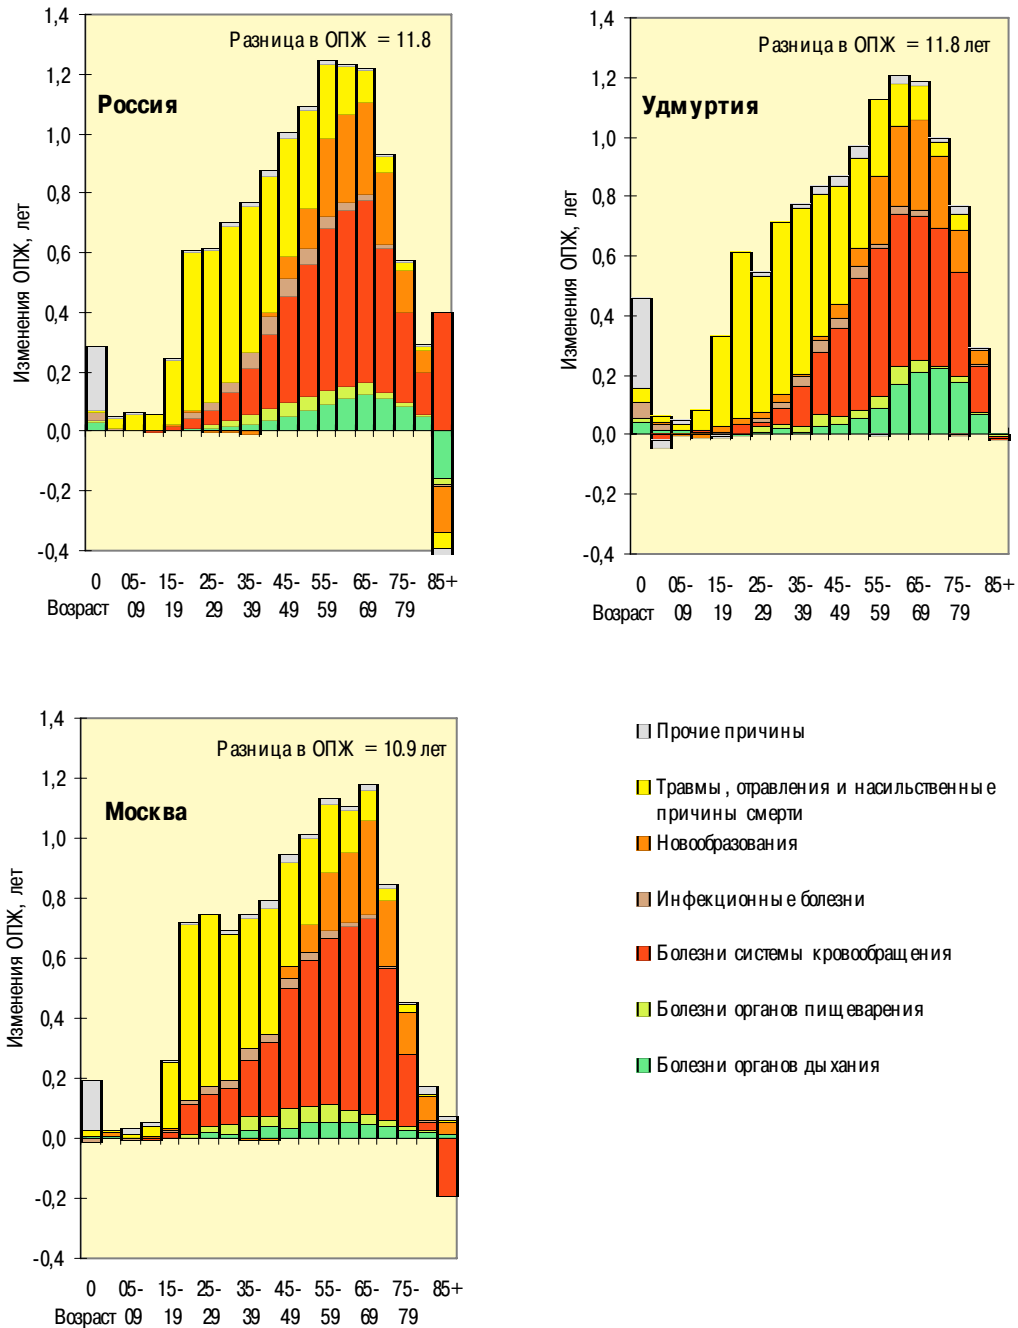 Разница в ОПЖ = 11.8
Россия
Изменения ОПЖ, лет
1,4
1,2
1,0
0,8
0,6
0,4
0,2
0,0
-0,2
-0,4
0 05- 15- 25- 35- 45- 55- 65- 75- 85+
Возраст 09 19 29 39 49 59 69 79
Разница в ОПЖ = 11.8 лет
Удмуртия
Изменения ОПЖ, лет
1,4
1,2
1,0
0,8
0,6
0,4
0,2
0,0
-0,2
-0,4
0 05- 15- 25- 35- 45- 55- 65- 75- 85+
Возраст 09 19 29 39 49 59 69 79
Разница в ОПЖ = 10.9 лет
Москва
Изменения ОПЖ, лет
1,4
1,2
1,0
0,8
0,6
0,4
0,2
0,0
-0,2
-0,4
0 05- 15- 25- 35- 45- 55- 65- 75- 85+
Возраст 09 19 29 39 49 59 69 79
Прочие причины
Травмы, отравления и насильственные
причины смерти
Новообразования
Инфекционные болезни
Болезни системы кровообращения
Болезни органов пищеварения
Болезни органов дыхания